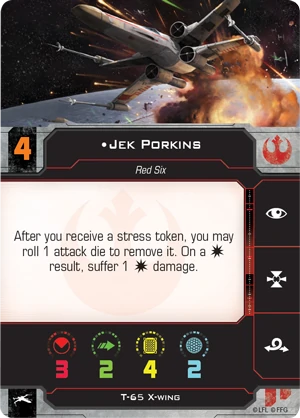 4
•Jek Porkins
Red Six
After you receive a stress token, you may
roll 1 attack die to remove it. On a
result, suffer 1 damage.
3 2 4 2
T-65 X-wing
©LFL ©FFG